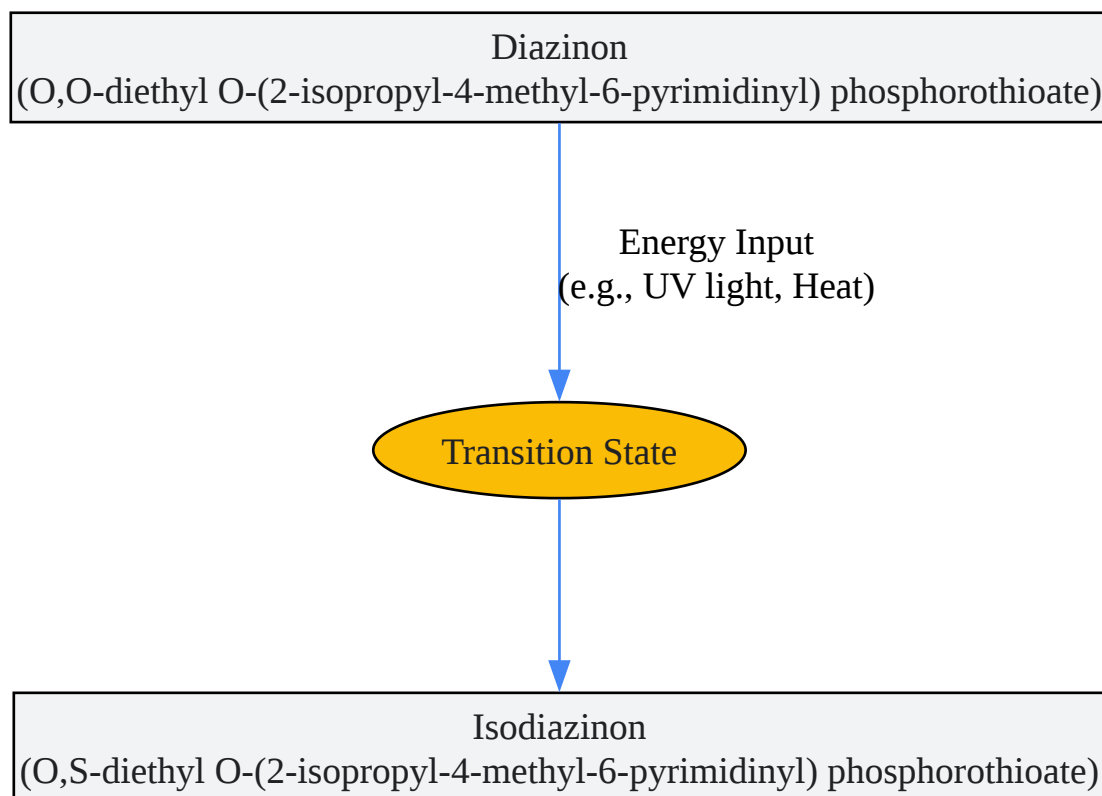 Diazinon
(O,O-diethyl O-(2-isopropyl-4-methyl-6-pyrimidinyl) phosphorothioate)
Energy Input
(e.g., UV light, Heat)
Transition State
Isodiazinon
(O,S-diethyl O-(2-isopropyl-4-methyl-6-pyrimidinyl) phosphorothioate)